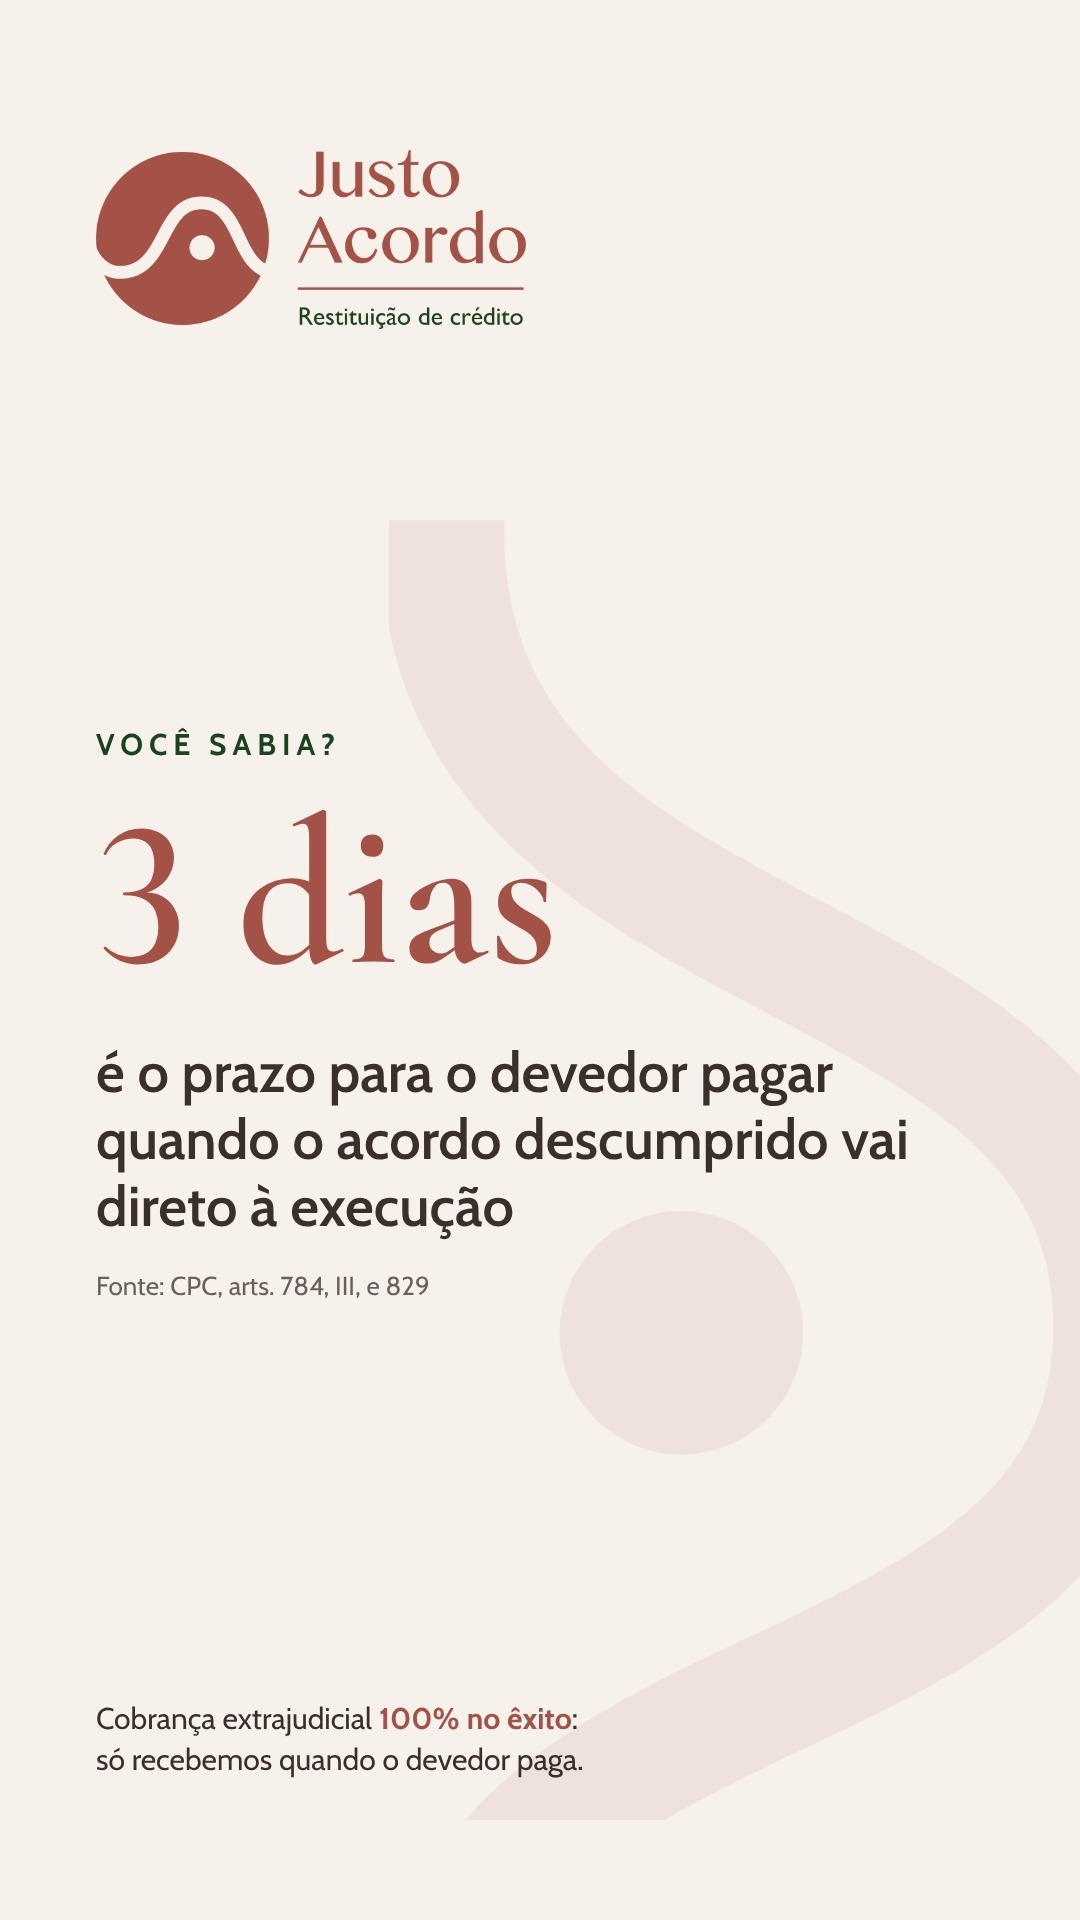 Justo
Acordo
Restituição de crédito
VOCÊ SABIA?
3 dias
é o prazo para o devedor pagar
quando o acordo descumprido vai
direto à execução
Fonte: CPC, arts. 784, III, e 829
Cobrança extrajudicial 100% no êxito:
só recebemos quando o devedor paga.